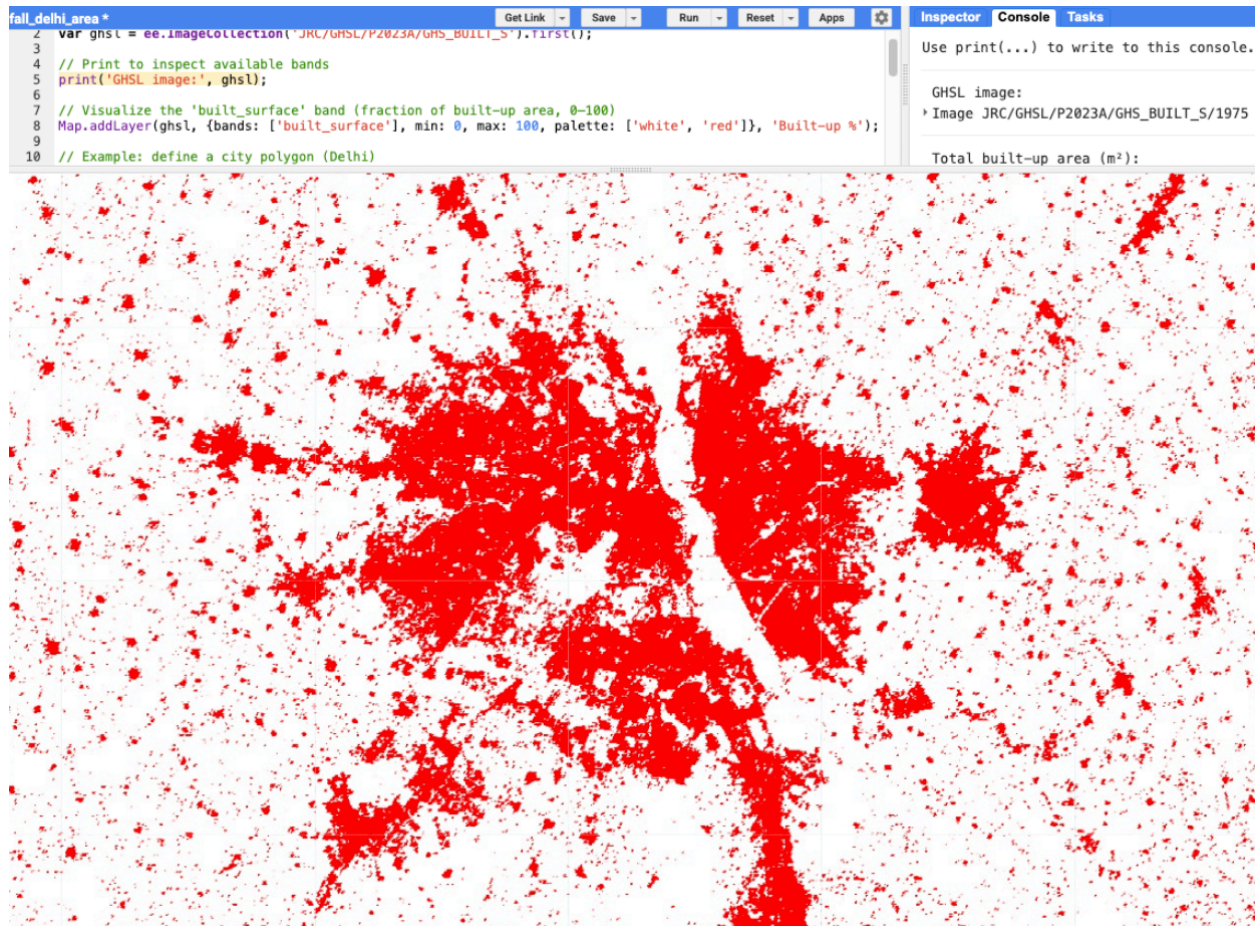 fall_delhi_area *
Get Link
Save
Run
Reset
Apps
2 var ghsl = ee.ImageCollection('JRC/GHSL/P2023A/GHS_BUILT_S').first();
3
4 // Print to inspect available bands
5 print('GHSL image:', ghsl);
6
7 // Visualize the 'built_surface' band (fraction of built-up area, 0–100)
8 Map.addLayer(ghsl, {bands: ['built_surface'], min: 0, max: 100, palette: ['white', 'red']}, 'Built-up %');
9
10 // Example: define a city polygon (Delhi)
Inspector Console Tasks
Use print(...) to write to this console.
GHSL image:
Image JRC/GHSL/P2023A/GHS_BUILT_S/1975
Total built-up area (m²):